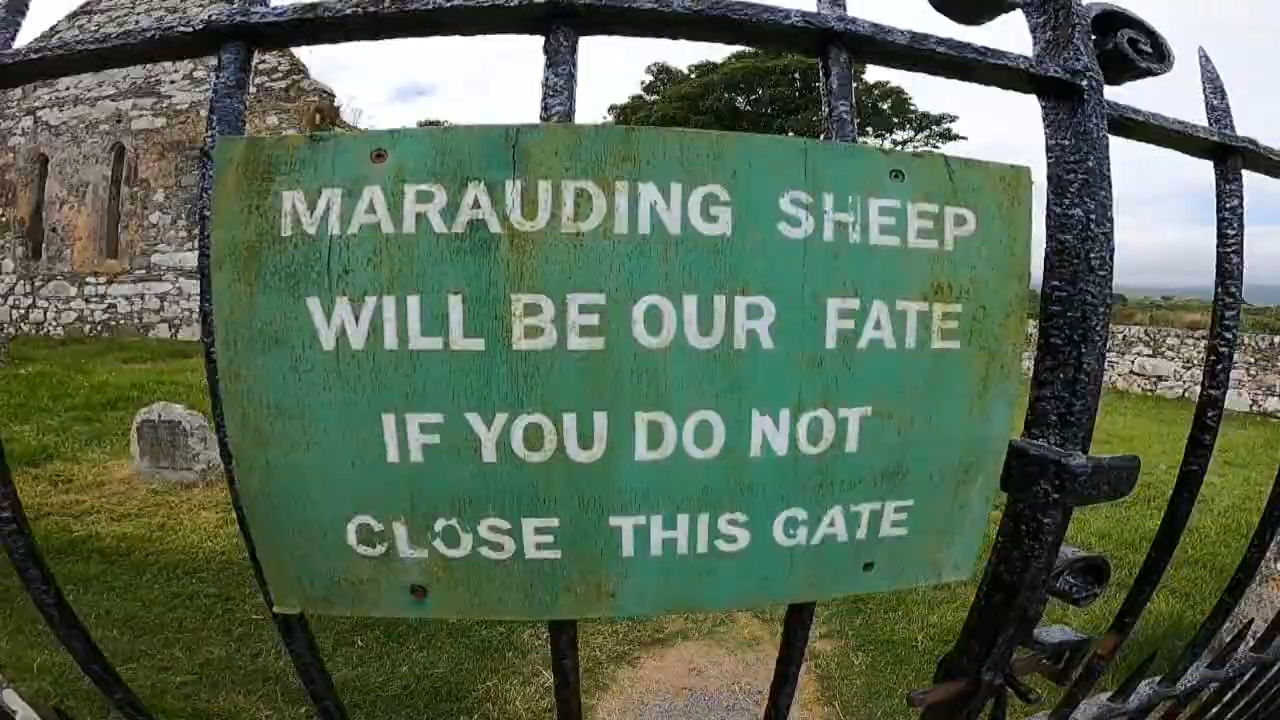 MARAUDING SHEEP
WILL BE OUR FATE
IF YOU DO NOT
CLOSE THIS GATE